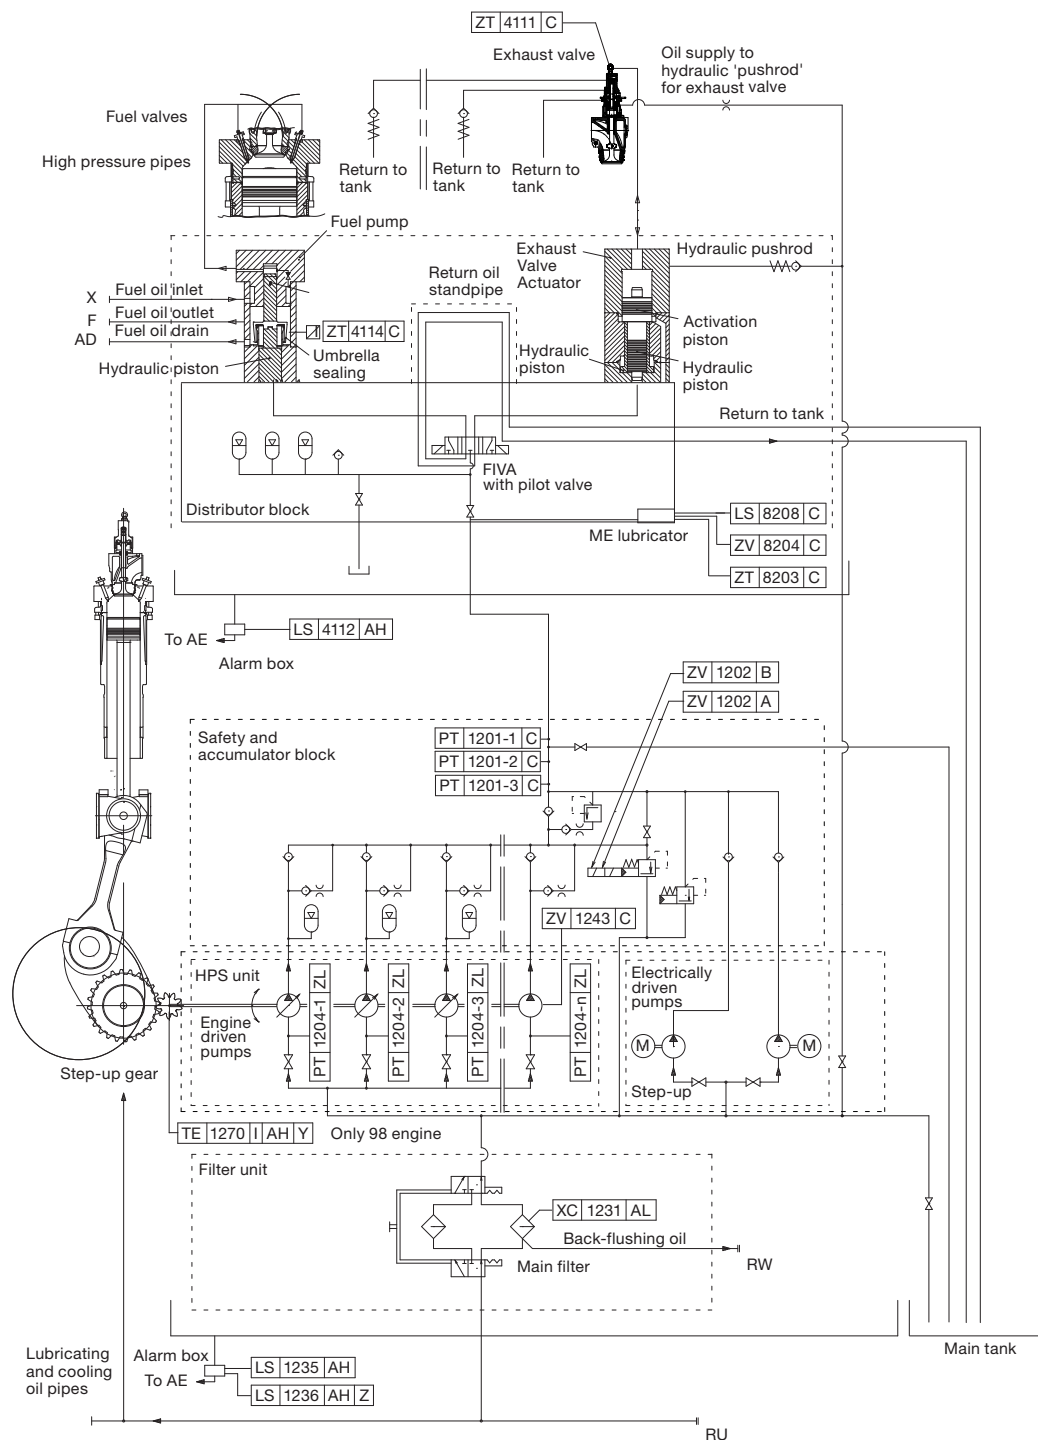 ZT 4111 C
Exhaust valve
Oil supply to
hydraulic 'pushrod'
for exhaust valve
Fuel valves
High pressure pipes
Return to
tank
Return to
tank
Return to
tank
Fuel pump
Exhaust
Valve
Actuator
Hydraulic pushrod
Return oil
standpipe
X
Fuel oil inlet
F
Fuel oil outlet
AD
Fuel oil drain
ZT 4114 C
Umbrella
sealing
Hydraulic piston
Activation
piston
Hydraulic
piston
Hydraulic
piston
Return to tank
FIVA
with pilot valve
Distributor block
ME lubricator
LS 8208 C
ZV 8204 C
ZT 8203 C
To AE
LS 4112 AH
Alarm box
ZV 1202 B
ZV 1202 A
Safety and
accumulator block
PT 1201-1 C
PT 1201-2 C
PT 1201-3 C
ZV 1243 C
HPS unit
Engine
driven
pumps
PT 1204-1 ZL
PT 1204-2 ZL
PT 1204-3 ZL
PT 1204-n ZL
Electrically
driven
pumps
M
M
Step-up
Step-up gear
TE 1270 I AH Y
Only 98 engine
Filter unit
XC 1231 AL
Back-flushing oil
RW
Main filter
Main tank
Lubricating
and cooling
oil pipes
Alarm box
To AE
LS 1235 AH
LS 1236 AH Z
RU